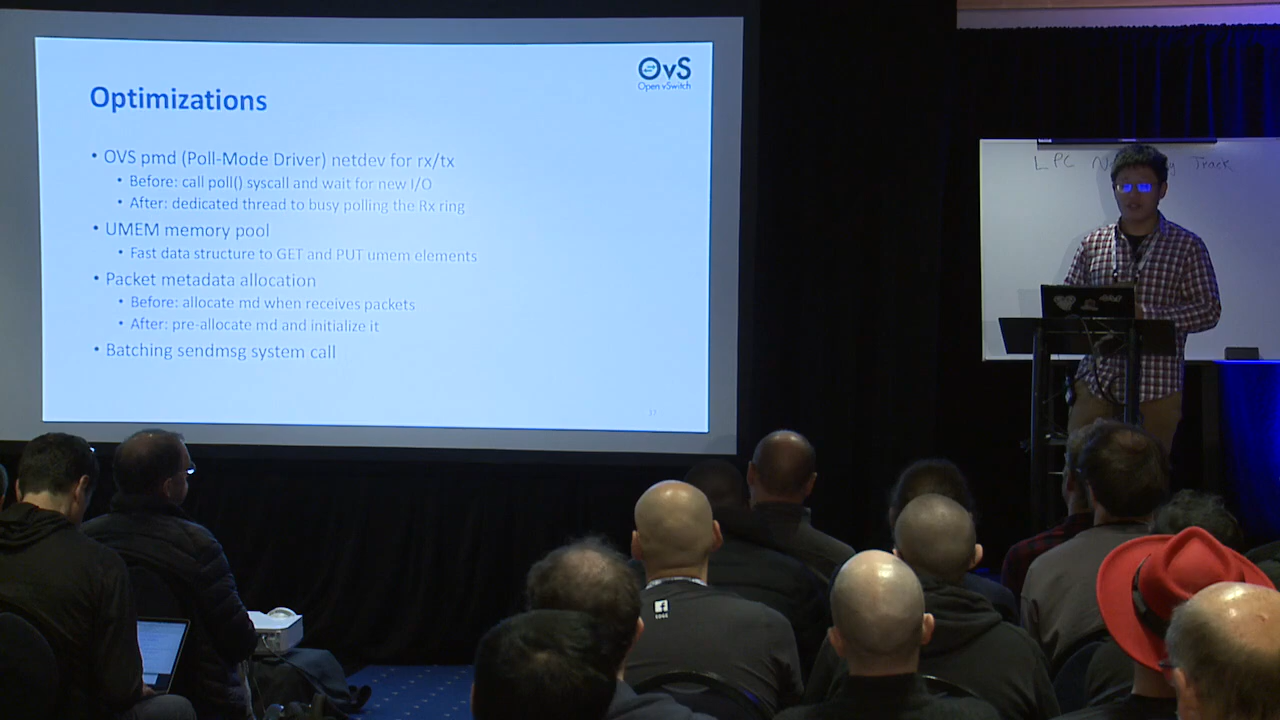 OvS
Open vSwitch
Optimizations
• OVS pmd (Poll-Mode Driver) netdev for rx/tx
• Before: call poll() syscall and wait for new I/O
• After: dedicated thread to busy polling the Rx ring
• UMEM memory pool
• Fast data structure to GET and PUT umem elements
• Packet metadata allocation
• Before: allocate md when receives packets
• After: pre-allocate md and initialize it
• Batching sendmsg system call
17
LPC Track